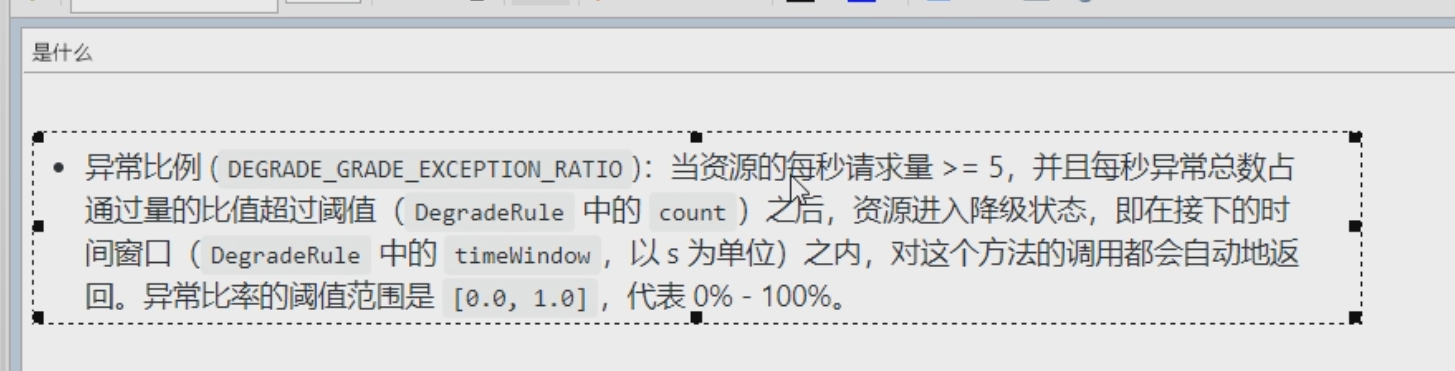 是什么
异常比例 (DEGRADE_GRADE_EXCEPTION_RATIO)：当资源的每秒请求量 >= 5，并且每秒异常总数占
通过量的比值超过阈值（DegradeRule 中的 count）之后，资源进入降级状态，即在接下的时
间窗口（DegradeRule 中的 timeWindow，以 s 为单位）之内，对这个方法的调用都会自动地返
回。异常比率的阈值范围是 [0.0, 1.0]，代表 0% - 100%。